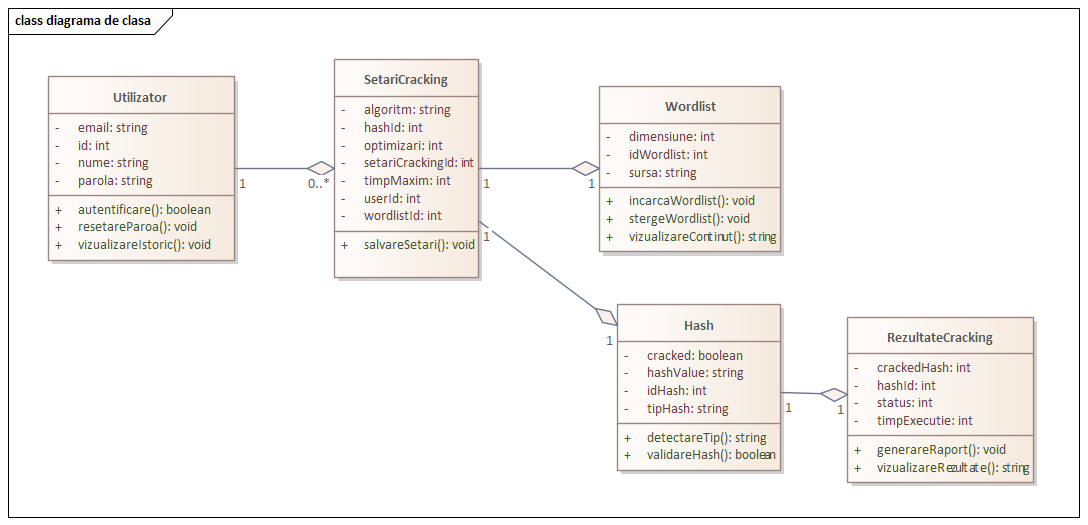 class diagrama de clasa
Utilizator
- email: string
- id: int
- nume: string
- parola: string
+ autentificare(): boolean
+ resetareParoa(): void
+ vizualizareIstoric(): void
1
0..*
SetariCracking
- algoritm: string
- hashId: int
- optimizari: int
- setariCrackingId: int
- timpMaxim: int
- userId: int
- wordlistId: int
+ salvareSetari(): void
1
1
Wordlist
- dimensiune: int
- idWordlist: int
- sursa: string
+ incarcaWordlist(): void
+ stergeWordlist(): void
+ vizualizareContinut(): string
1
1
Hash
- cracked: boolean
- hashValue: string
- idHash: int
- tipHash: string
+ detectareTip(): string
+ validareHash(): boolean
1
1
RezultateCracking
- crackedHash: int
- hashId: int
- status: int
- timpExecutie: int
+ generareRaport(): void
+ vizualizareRezultate(): string